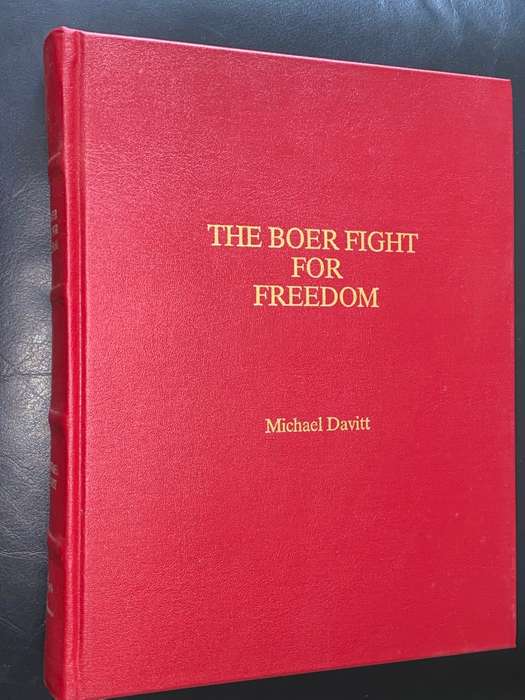 THE BOER FIGHT
FOR
FREEDOM
Michael Davitt